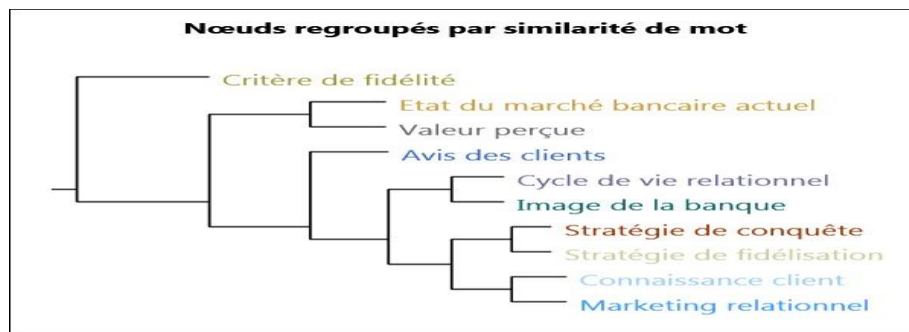 Nœuds regroupés par similarité de mot
Critère de fidélité
Etat du marché bancaire actuel
Valeur perçue
Avis des clients
Cycle de vie relationnel
Image de la banque
Stratégie de conquête
Stratégie de fidélisation
Connaissance client
Marketing relationnel